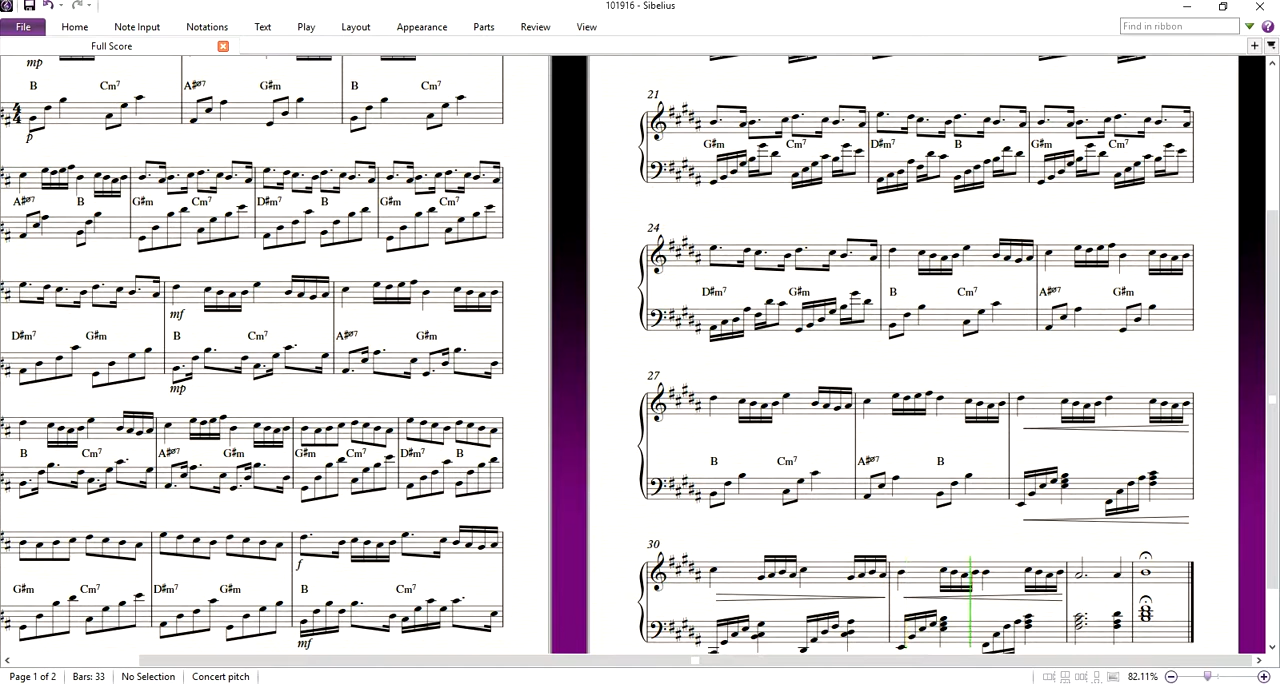 101916 - Sibelius
File Home Note Input Notations Text Play Layout Appearance Parts Review View Find in ribbon
Full Score
mp
B Cm7 A#ø7 G#m B Cm7
4
4
p
A#ø7 B G#m Cm7 D#m7 B G#m Cm7
mf
D#m7 G#m B Cm7 A#ø7 G#m
mp
B Cm7 A#ø7 G#m G#m Cm7 D#m7 B
f
G#m Cm7 D#m7 G#m B Cm7
mf
21
G#m Cm7 D#m7 B G#m Cm7
24
D#m7 G#m B Cm7 A#ø7 G#m
27
B Cm7 A#ø7 B
30
Page 1 of 2 Bars: 33 No Selection Concert pitch 82.11%